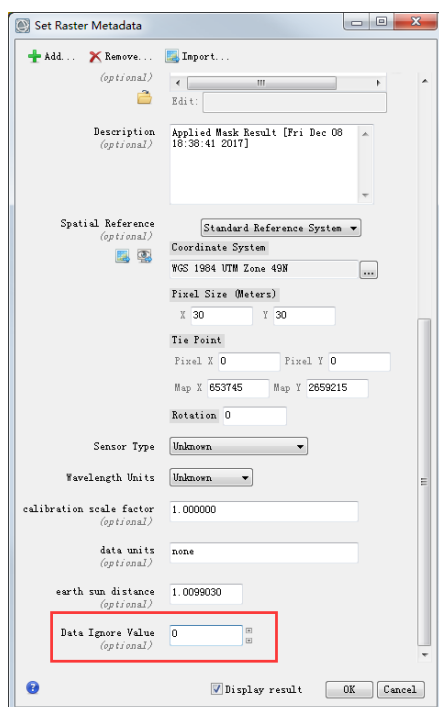 Set Raster Metadata
Add... Remove... Import...
(optional)
Edit:
Description
(optional)
Applied Mask Result [Fri Dec 08
18:38:41 2017]
Spatial Reference
(optional)
Standard Reference System
Coordinate System
WGS 1984 UTM Zone 49N
...
Pixel Size (Meters)
X 30 Y 30
Tie Point
Pixel X 0 Pixel Y 0
Map X 653745 Map Y 2659215
Rotation 0
Sensor Type Unknown
Wavelength Units Unknown
calibration scale factor 1.000000
(optional)
data units none
(optional)
earth sun distance 1.0099030
(optional)
Data Ignore Value 0
(optional)
Display result OK Cancel